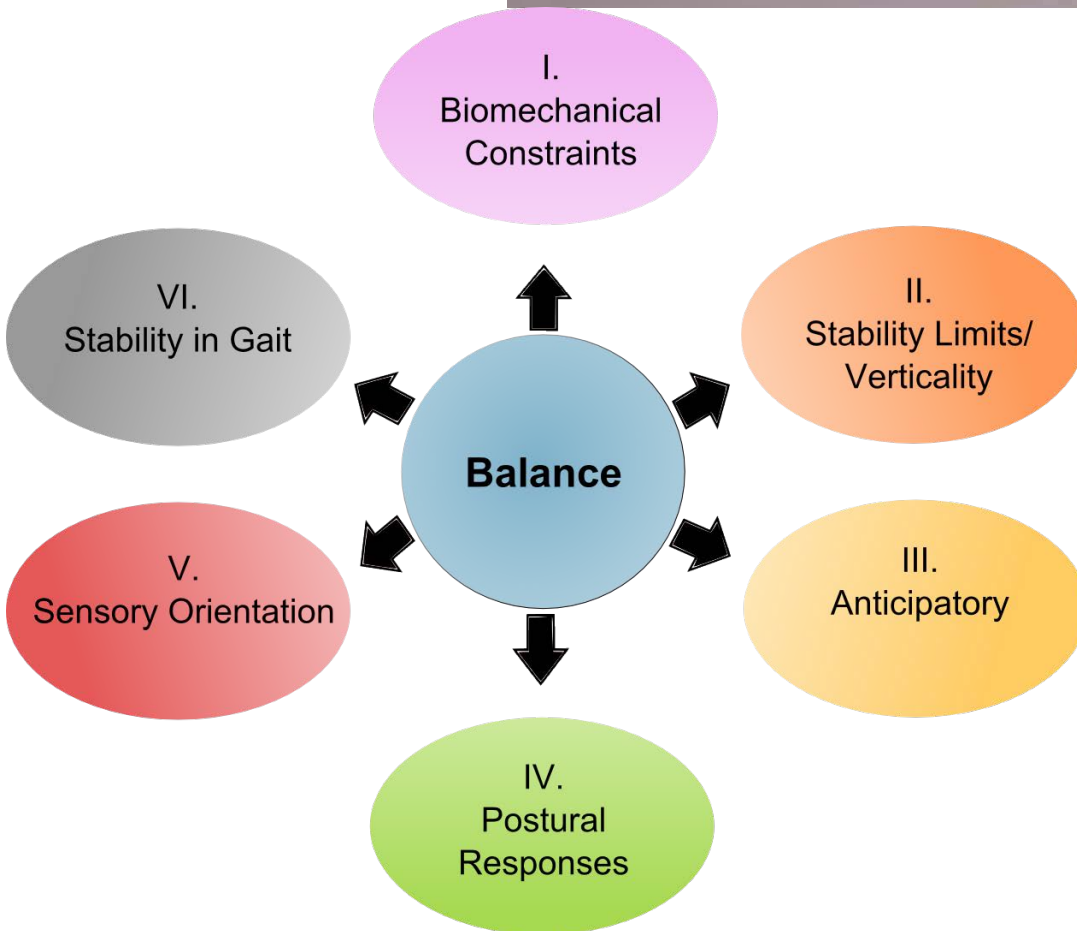 I.
Biomechanical
Constraints
II.
Stability Limits/
Verticality
III.
Anticipatory
IV.
Postural
Responses
V.
Sensory Orientation
VI.
Stability in Gait
Balance